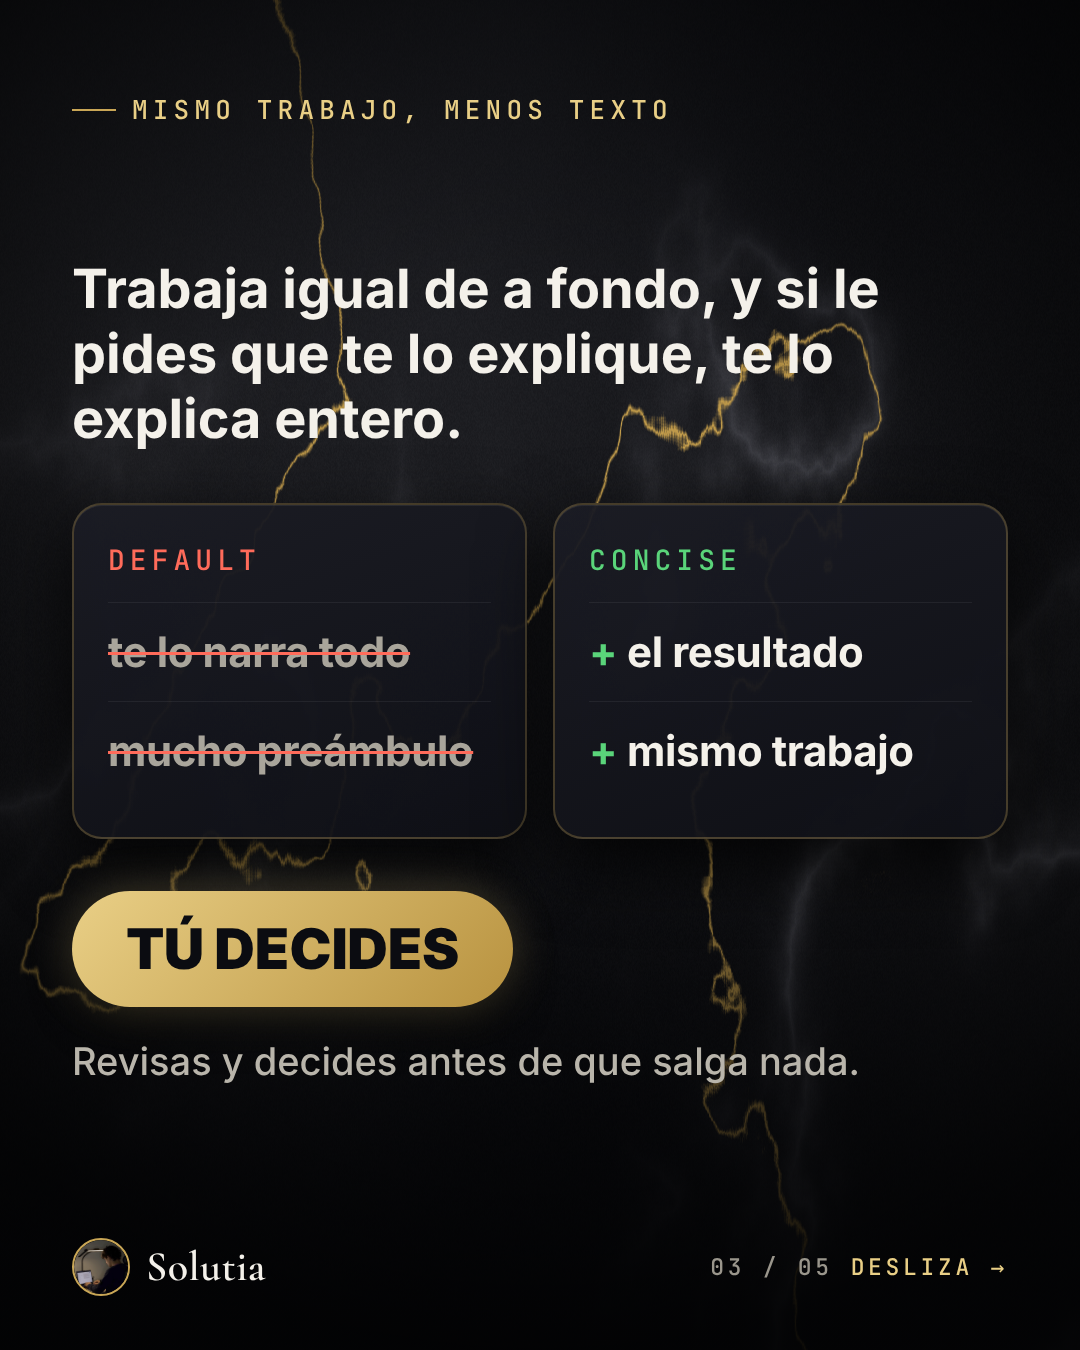 MISMO TRABAJO, MENOS TEXTO
Trabaja igual de a fondo, y si le
pides que te lo explique, te lo
explica entero.
DEFAULT
te lo narra todo
mucho preámbulo
CONCISE
+ el resultado
+ mismo trabajo
TÚ DECIDES
Revisas y decides antes de que salga nada.
Solutia
03 / 05 DESLIZA →